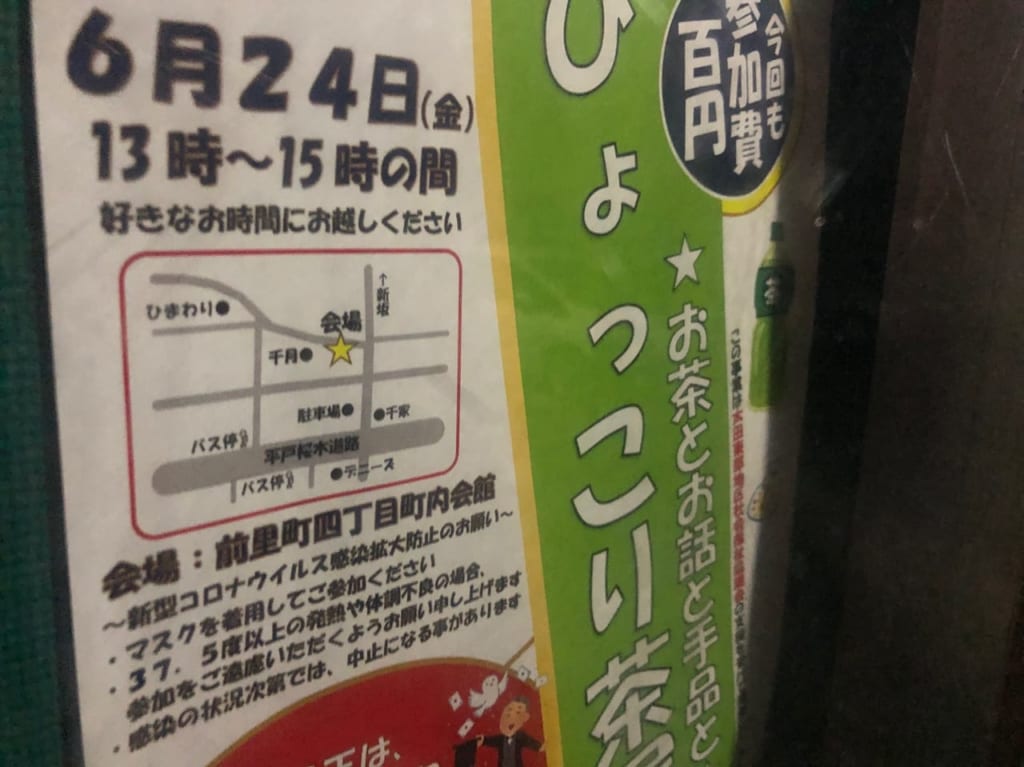 6月24日(金)
13時～15時の間
好きなお時間にお越しください
ひまわり●
会場
↑新坂
千月●
駐車場●
●千家
バス停
平戸桜木道路
バス停
●デニーズ
会場：前里町四丁目町内会館
～新型コロナウイルス感染拡大防止のお願い～
・マスクを着用してご参加ください
・37．5度以上の発熱や体調不良の場合、
参加をご遠慮いただくようお願い申し上げます
・感染の状況次第では、中止になる事があります
ひょっこり茶
★お茶とお話と手品と
今回も
参加費
百円
茶
この事業は